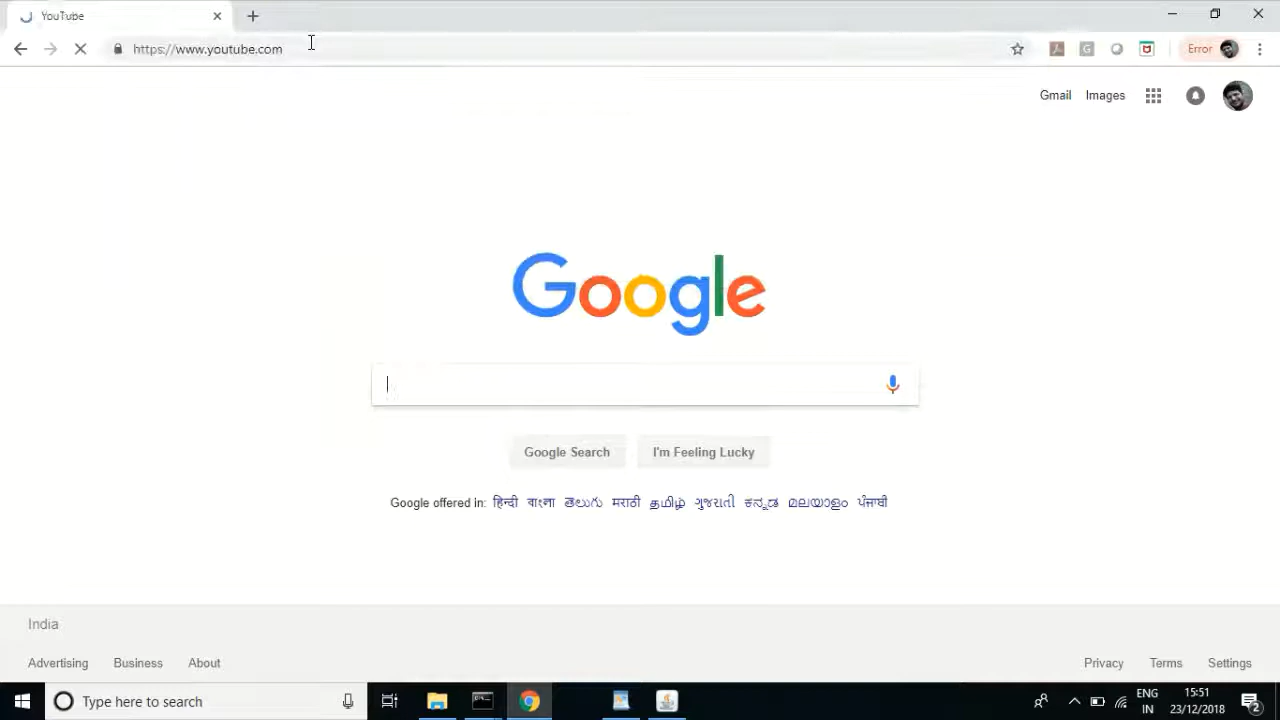 YouTube
https://www.youtube.com
Error
Gmail Images
Google
Google Search I'm Feeling Lucky
Google offered in: हिन्दी বাংলা తెలుగు मराठी தமிழ் ગુજરાતી ಕನ್ನಡ മലയാളം ਪੰਜਾਬੀ
India
Advertising Business About Privacy Terms Settings
Type here to search
ENG 15:51
IN 23/12/2018 2